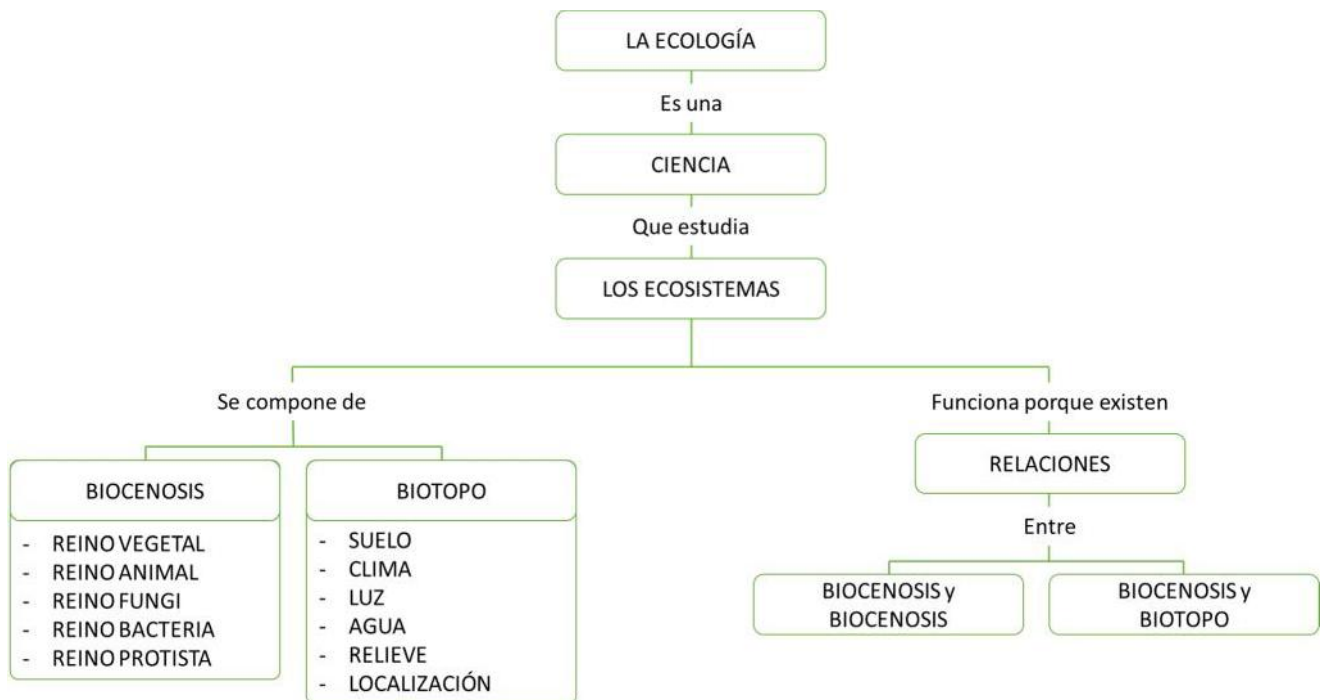 LA ECOLOGÍA
Es una
CIENCIA
Que estudia
LOS ECOSISTEMAS
Se compone de
BIOCENOSIS
- REINO VEGETAL
- REINO ANIMAL
- REINO FUNGI
- REINO BACTERIA
- REINO PROTISTA
BIOTOPO
- SUELO
- CLIMA
- LUZ
- AGUA
- RELIEVE
- LOCALIZACIÓN
Funciona porque existen
RELACIONES
Entre
BIOCENOSIS y
BIOCENOSIS
BIOCENOSIS y
BIOTOPO